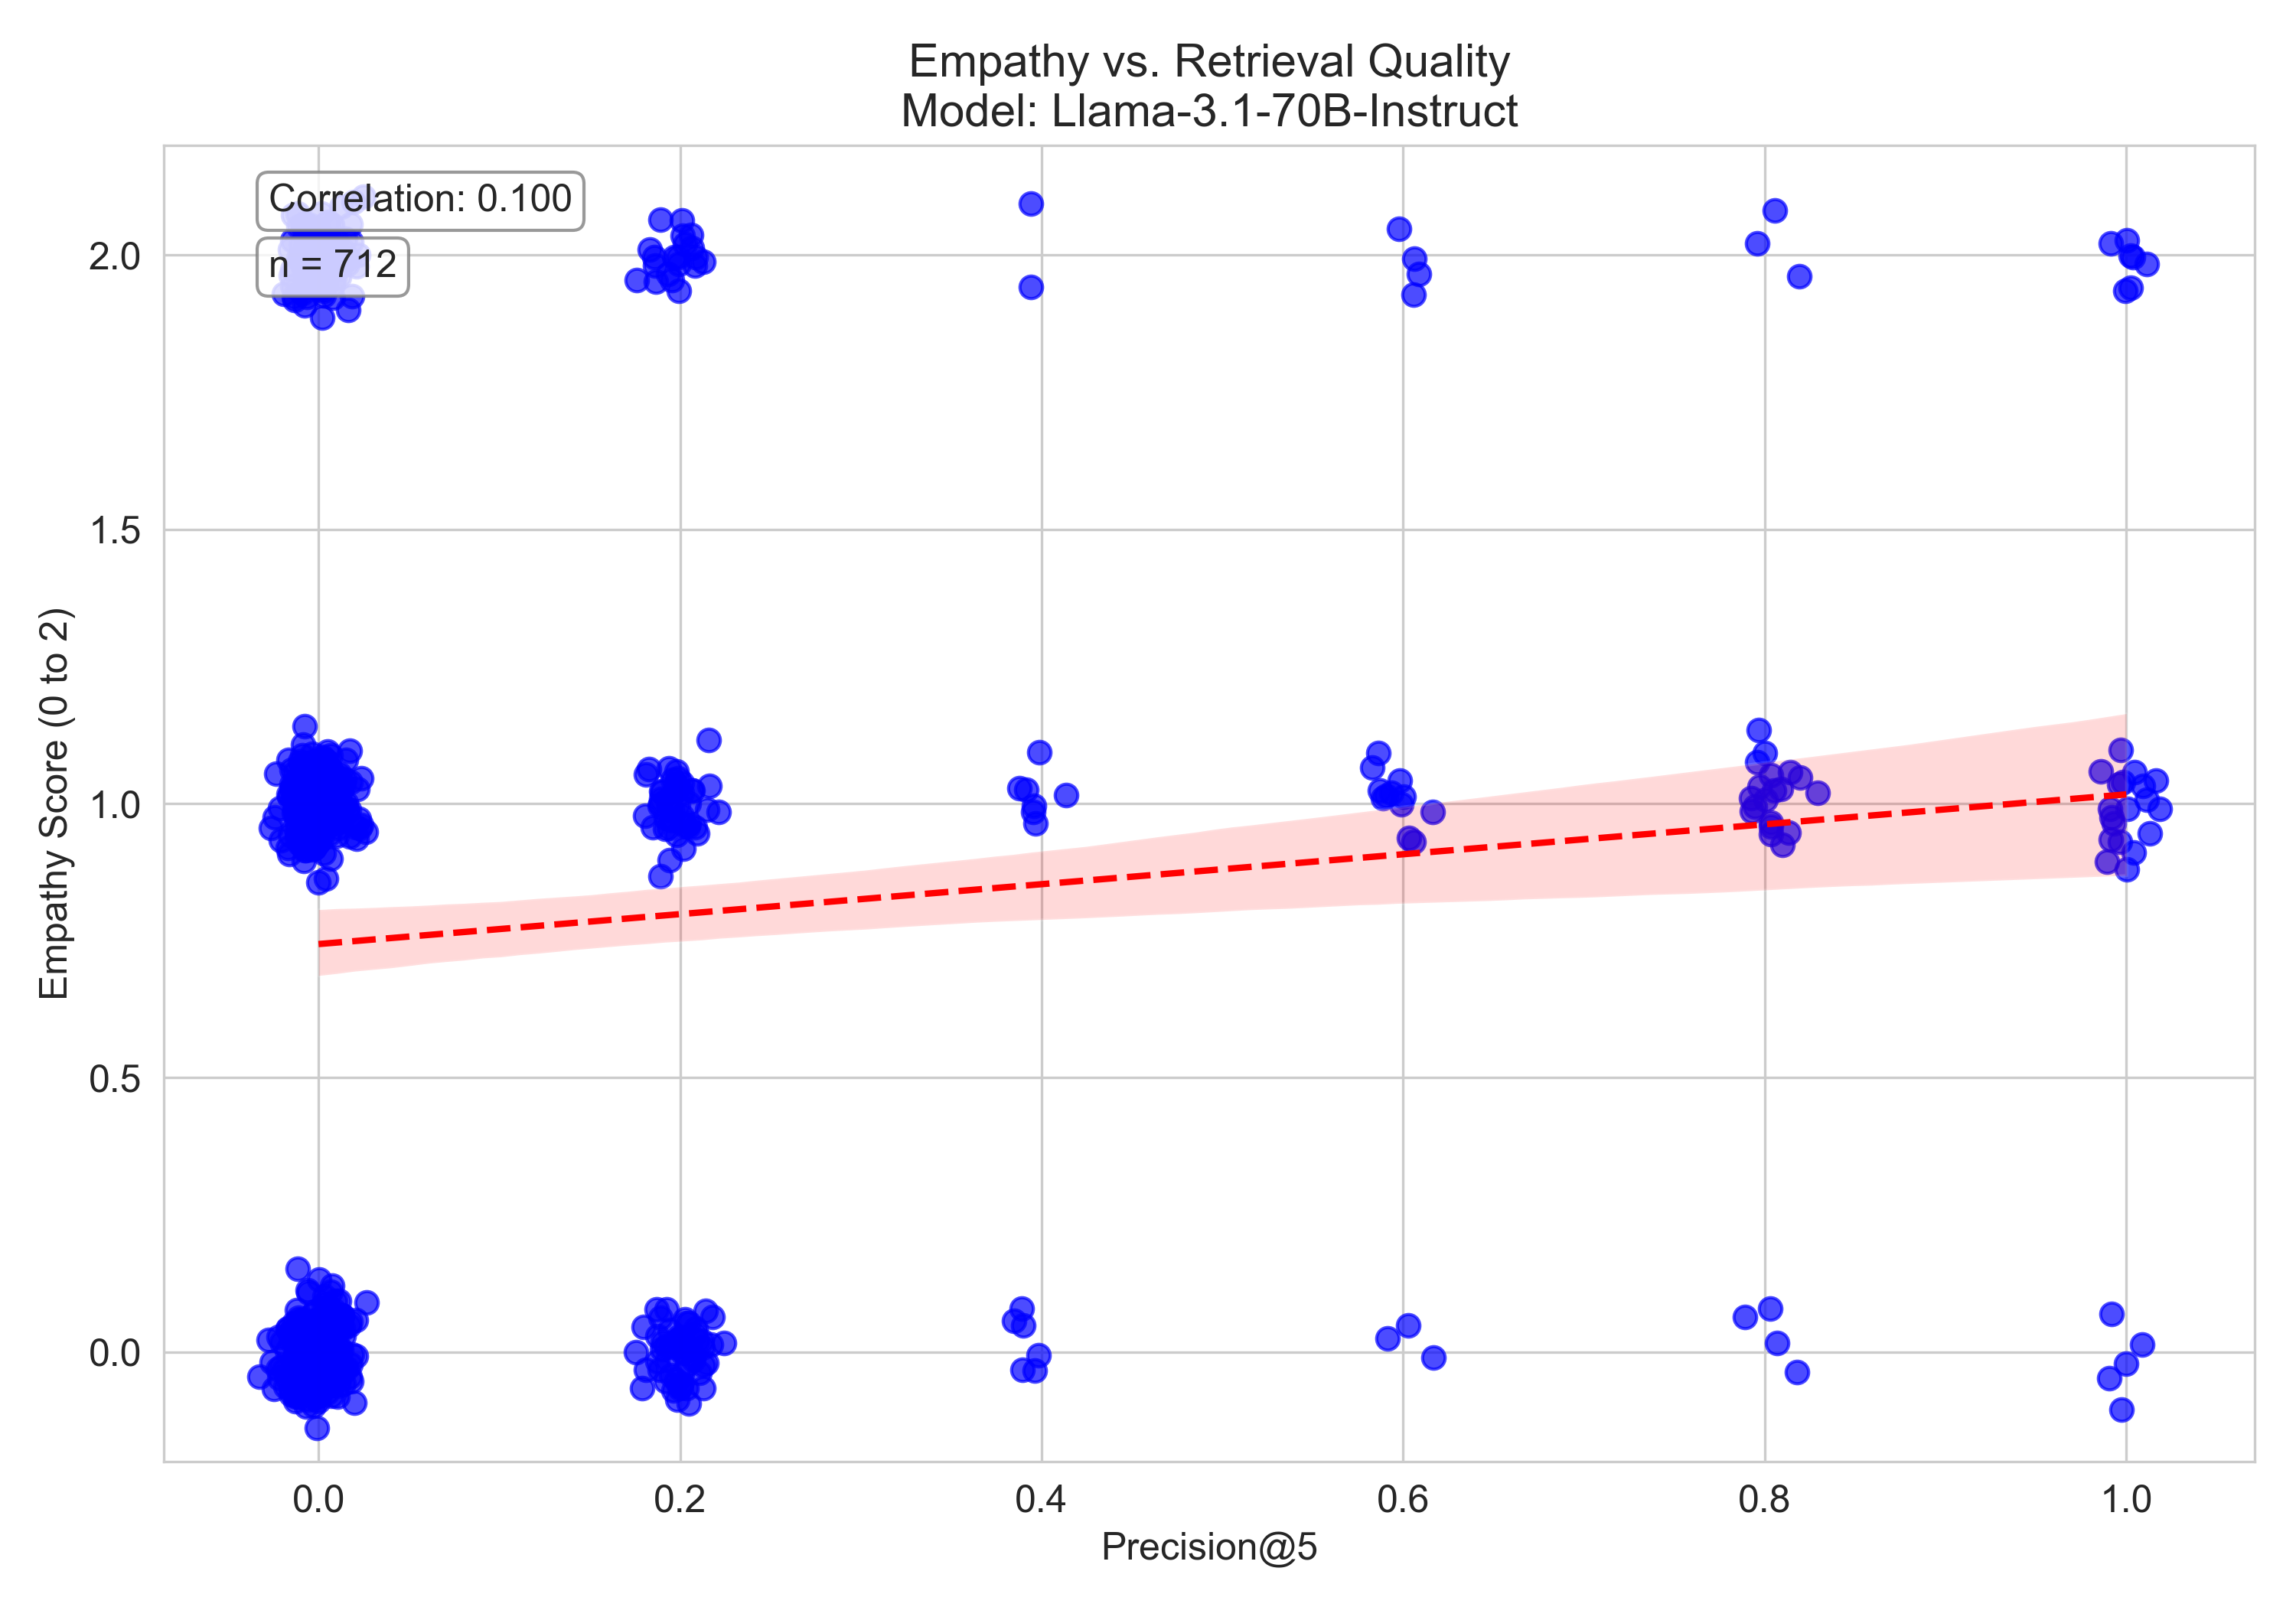 Empathy vs. Retrieval Quality
Model: Llama-3.1-70B-Instruct
Correlation: 0.100
n = 712
Empathy Score (0 to 2)
2.0
1.5
1.0
0.5
0.0
0.0 0.2 0.4 0.6 0.8 1.0
Precision@5